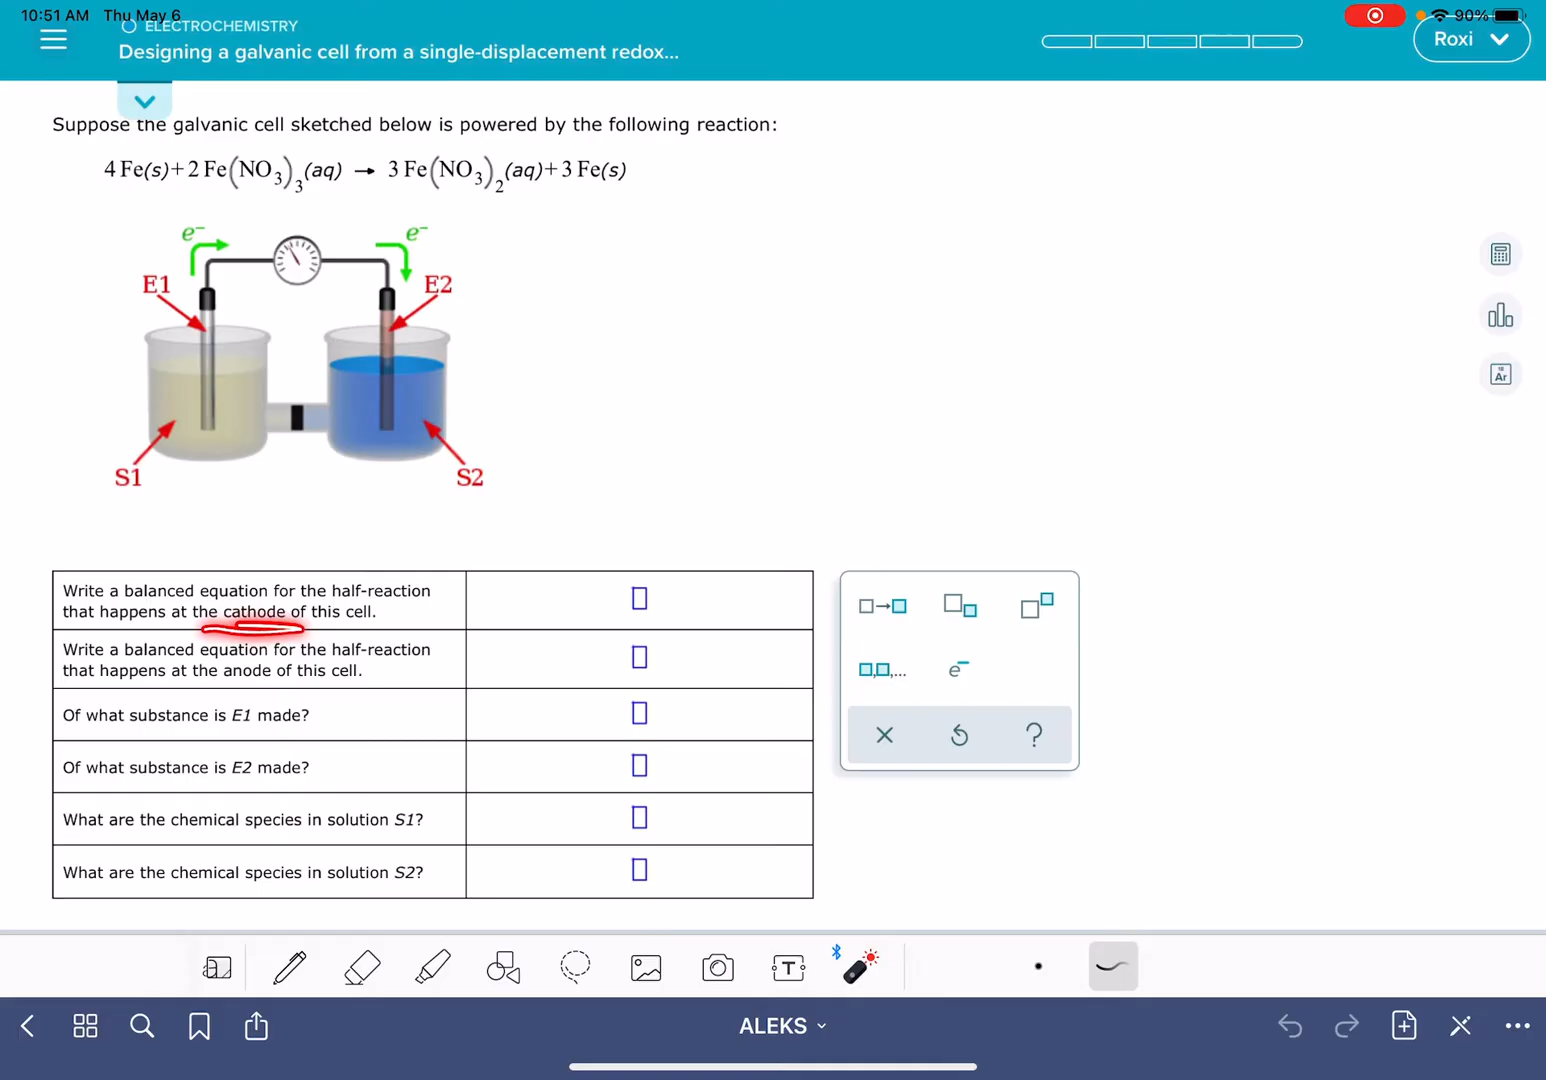 10:51 AM Thu May 6
90%
ELECTROCHEMISTRY
Designing a galvanic cell from a single-displacement redox...
Roxi
Suppose the galvanic cell sketched below is powered by the following reaction:
4 Fe(s)+2 Fe(NO3)3(aq) → 3 Fe(NO3)2(aq)+3 Fe(s)
e⁻ e⁻
E1 E2
S1 S2
18
Ar
Write a balanced equation for the half-reaction
that happens at the cathode of this cell.
Write a balanced equation for the half-reaction
that happens at the anode of this cell.
Of what substance is E1 made?
Of what substance is E2 made?
What are the chemical species in solution S1?
What are the chemical species in solution S2?
□→□
□,□,...
e⁻
?
a
T
ALEKS